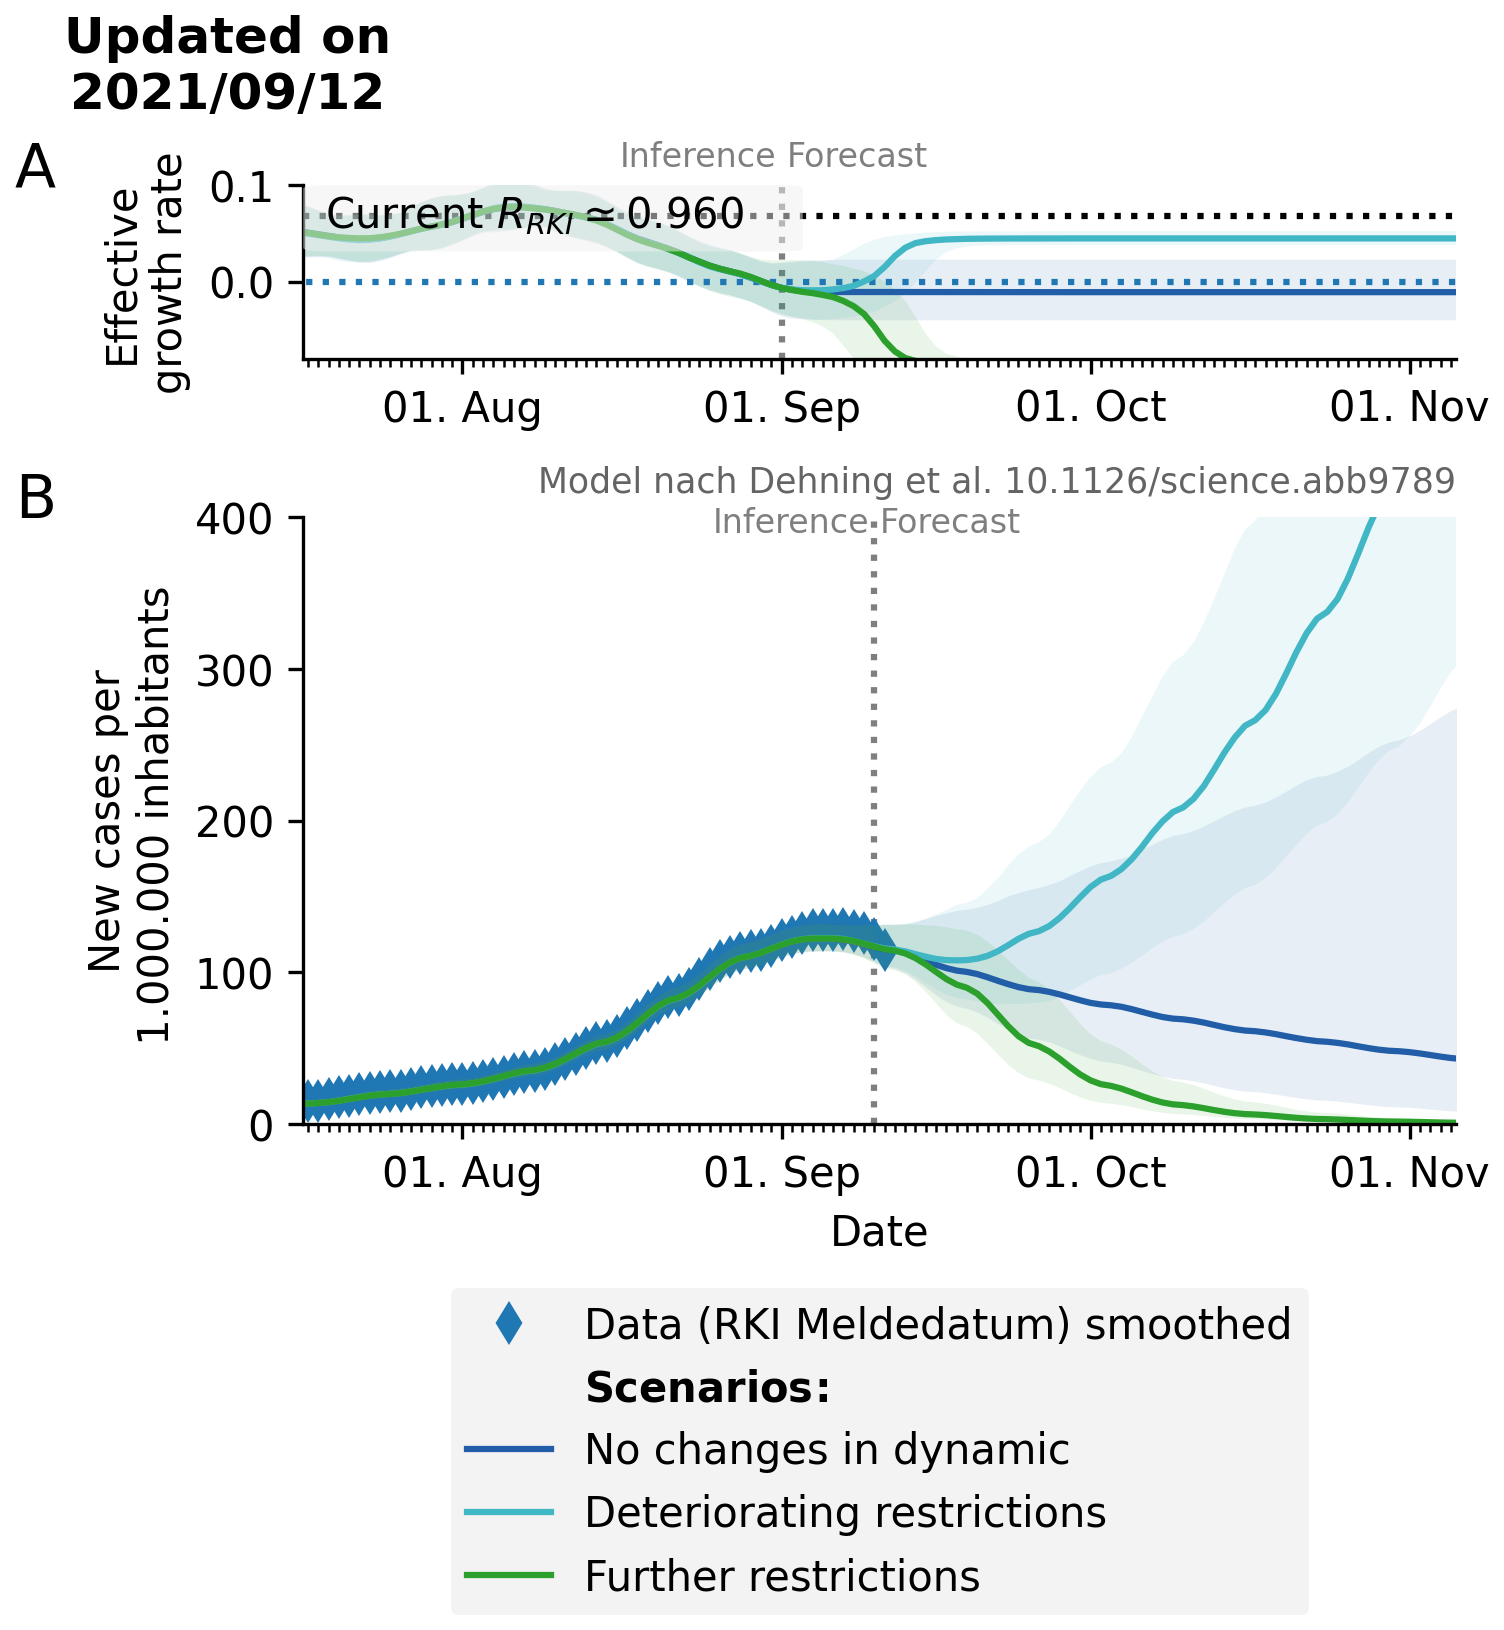 Updated on
2021/09/12
A
Effective
growth rate
Inference Forecast
0.1
0.0
Current R_RKI ≃ 0.960
01. Aug
01. Sep
01. Oct
01. Nov
B
Model nach Dehning et al. 10.1126/science.abb9789
Inference Forecast
New cases per
1.000.000 inhabitants
400
300
200
100
0
01. Aug
01. Sep
01. Oct
01. Nov
Date
Data (RKI Meldedatum) smoothed
Scenarios:
No changes in dynamic
Deteriorating restrictions
Further restrictions